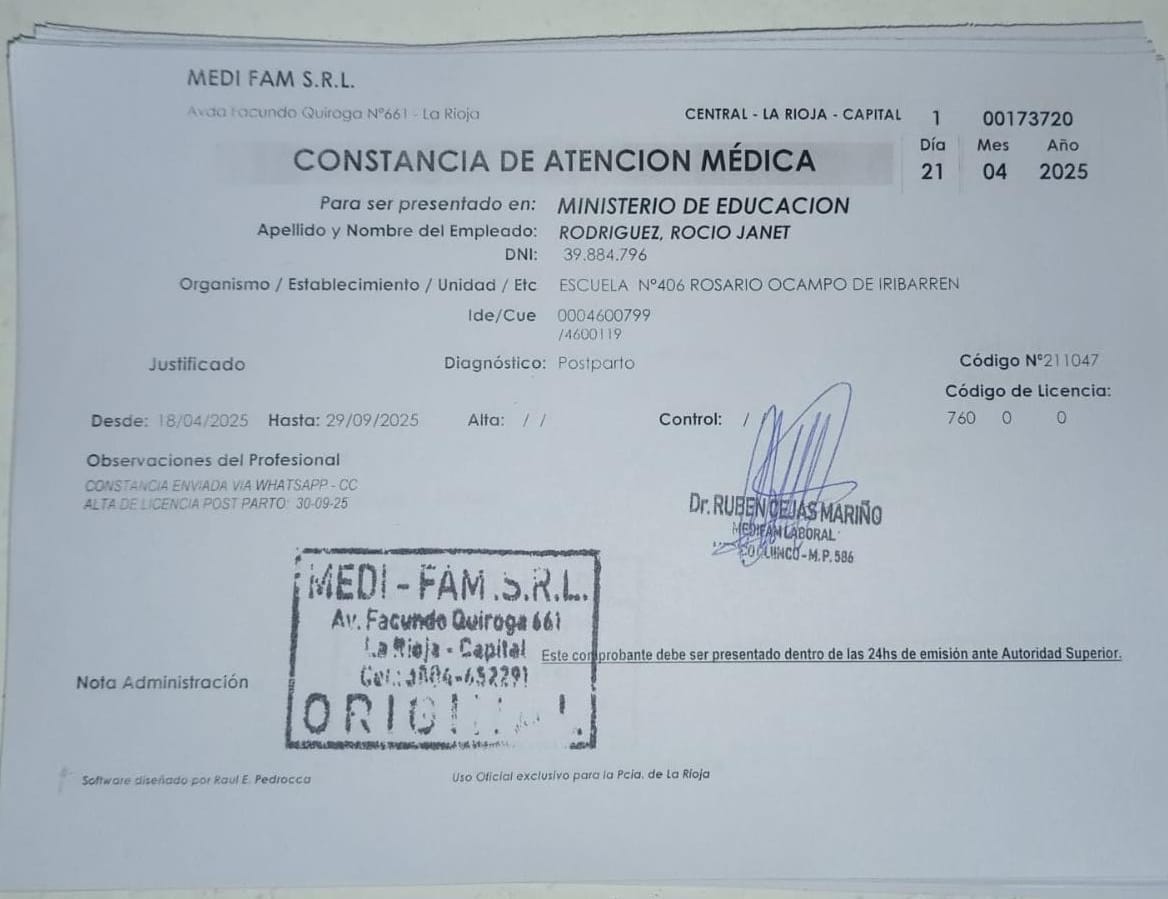 MEDI FAM S.R.L.
Avda Facundo Quiroga Nº661 - La Rioja
CENTRAL - LA RIOJA - CAPITAL 1 00173720
CONSTANCIA DE ATENCION MÉDICA
Día Mes Año
21 04 2025
Para ser presentado en: MINISTERIO DE EDUCACION
Apellido y Nombre del Empleado: RODRIGUEZ, ROCIO JANET
DNI: 39.884.796
Organismo / Establecimiento / Unidad / Etc ESCUELA Nº406 ROSARIO OCAMPO DE IRIBARREN
Ide/Cue 0004600799
/4600119
Justificado Diagnóstico: Postparto Código Nº211047
Código de Licencia:
760 0 0
Desde: 18/04/2025 Hasta: 29/09/2025 Alta: / / Control: /
Observaciones del Profesional
CONSTANCIA ENVIADA VIA WHATSAPP - CC
ALTA DE LICENCIA POST PARTO: 30-09-25
Dr. RUBEN CEJAS MARIÑO
MEDIFAM LABORAL
M.P. 586
MEDI - FAM .S.R.L.
Av. Facundo Quiroga 661
La Rioja - Capital
ORIGINAL
Este comprobante debe ser presentado dentro de las 24hs de emisión ante Autoridad Superior.
Nota Administración
Software diseñado por Raul E. Pedrocca
Uso Oficial exclusivo para la Pcia. de La Rioja